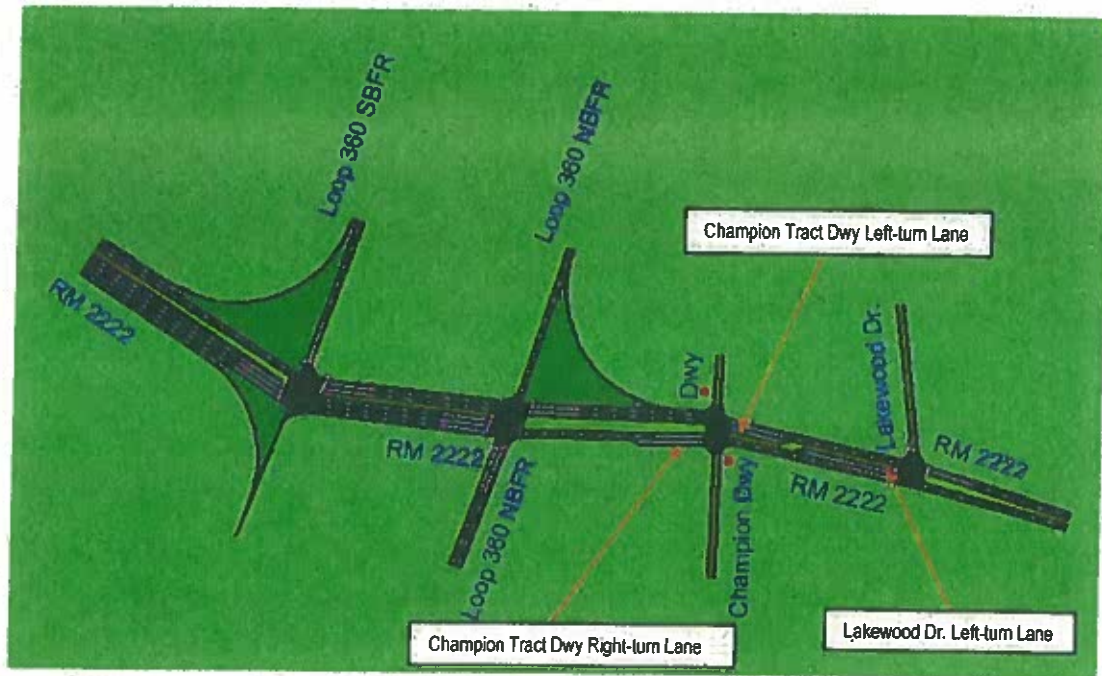 Loop 360 SBFR
Loop 360 NBFR
Champion Tract Dwy Left-turn Lane
RM 2222
Lakewood Dr.
Dwy
RM 2222
RM 2222
RM 2222
Loop 360 NBFR
Champion Dwy
Champion Tract Dwy Right-turn Lane
Lakewood Dr. Left-turn Lane